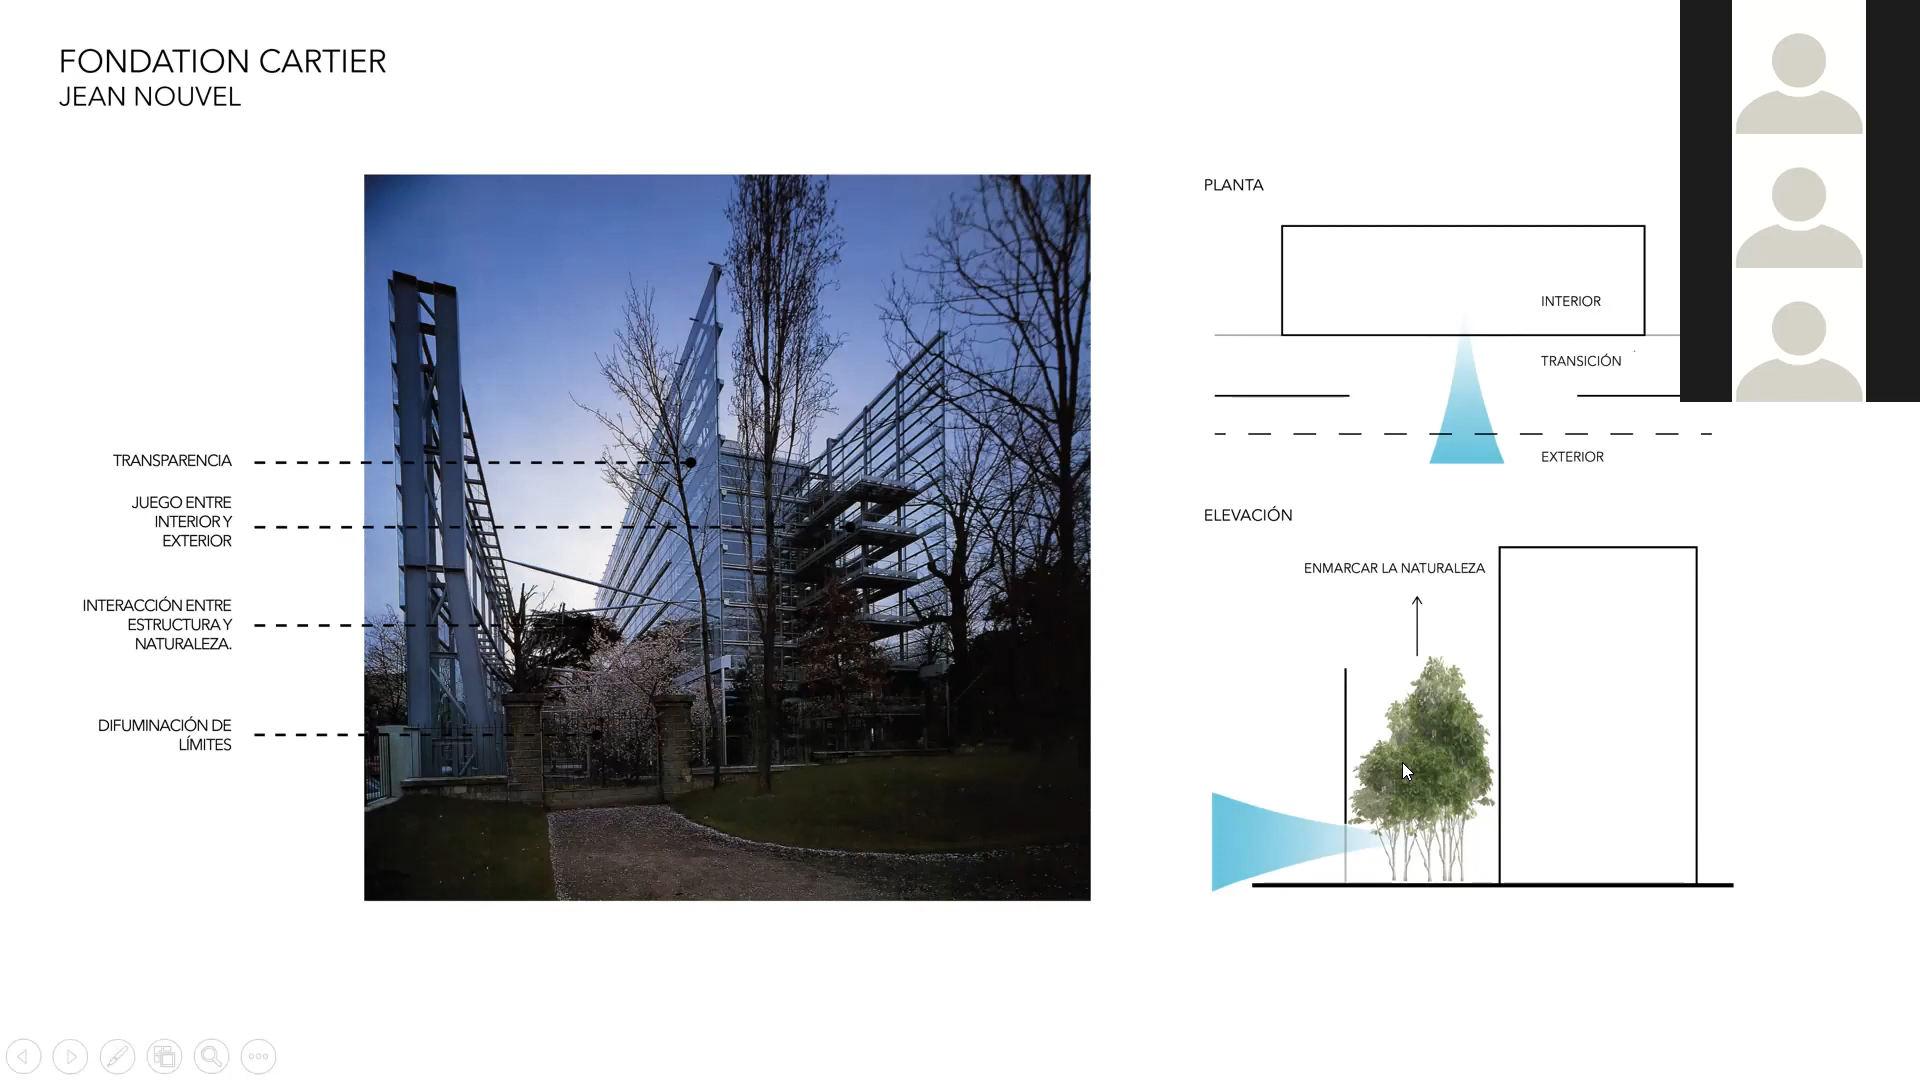 FONDATION CARTIER
JEAN NOUVEL
TRANSPARENCIA
JUEGO ENTRE
INTERIOR Y
EXTERIOR
INTERACCIÓN ENTRE
ESTRUCTURA Y
NATURALEZA.
DIFUMINACIÓN DE
LÍMITES
PLANTA
INTERIOR
TRANSICIÓN
EXTERIOR
ELEVACIÓN
ENMARCAR LA NATURALEZA